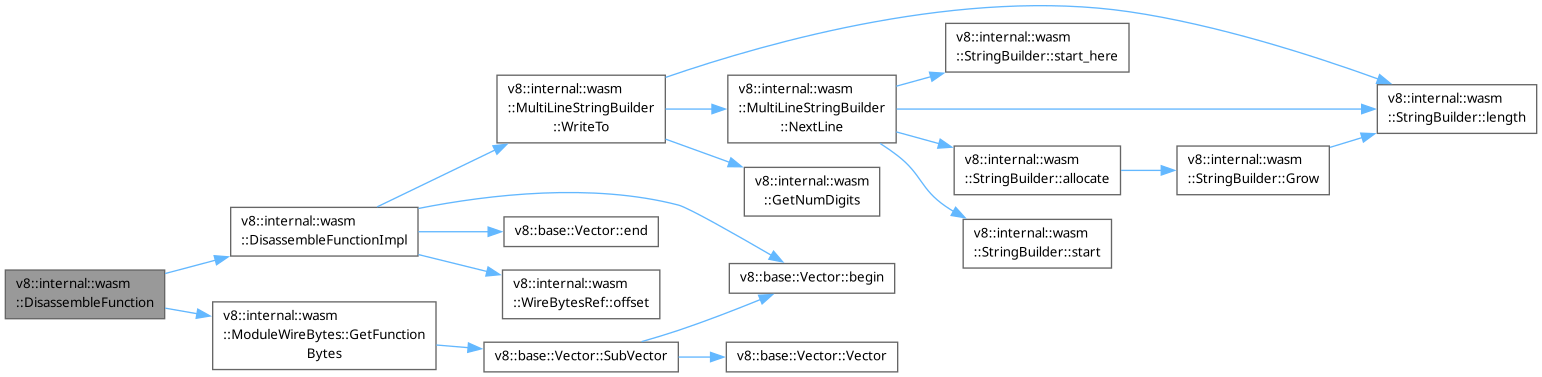 v8::internal::wasm
::DisassembleFunction
v8::internal::wasm
::DisassembleFunctionImpl
v8::internal::wasm
::ModuleWireBytes::GetFunction
Bytes
v8::internal::wasm
::MultiLineStringBuilder
::WriteTo
v8::base::Vector::end
v8::internal::wasm
::WireBytesRef::offset
v8::base::Vector::SubVector
v8::internal::wasm
::MultiLineStringBuilder
::NextLine
v8::internal::wasm
::GetNumDigits
v8::base::Vector::begin
v8::base::Vector::Vector
v8::internal::wasm
::StringBuilder::start_here
v8::internal::wasm
::StringBuilder::allocate
v8::internal::wasm
::StringBuilder::start
v8::internal::wasm
::StringBuilder::Grow
v8::internal::wasm
::StringBuilder::length